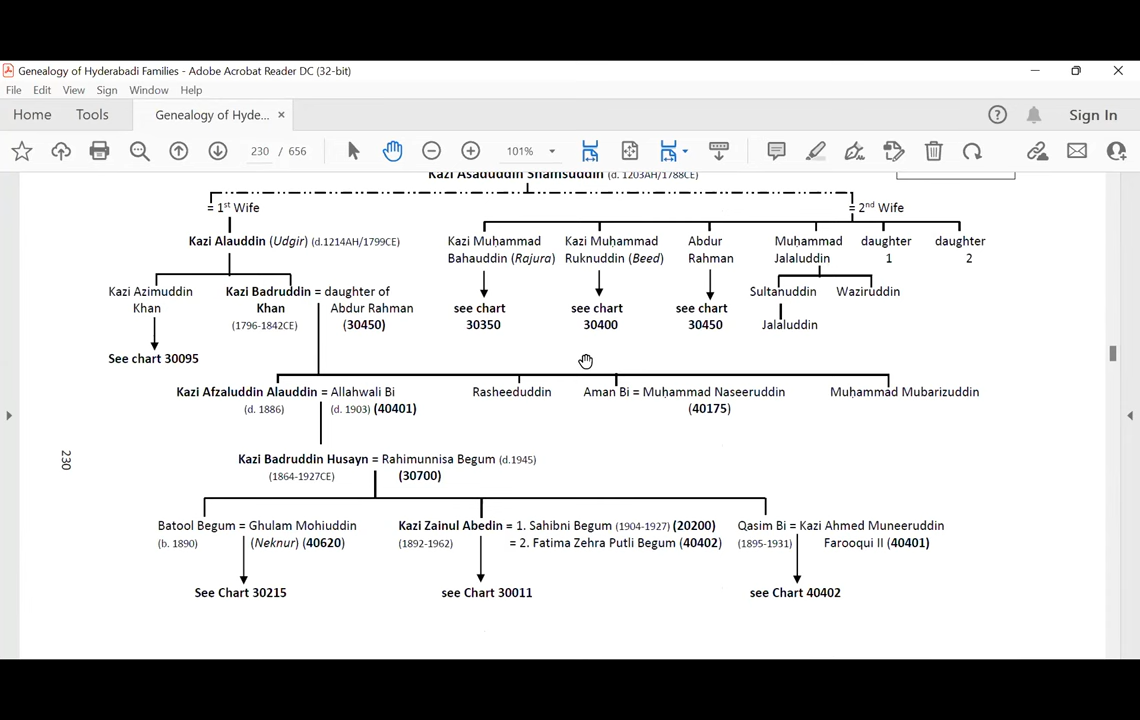 Genealogy of Hyderabadi Families - Adobe Acrobat Reader DC (32-bit)
File Edit View Sign Window Help
Home Tools Genealogy of Hyde... × Sign In
230 / 656 101%
Kazi Asaduddin Shamsuddin (d. 1203AH/1788CE)
= 1st Wife = 2nd Wife
Kazi Alauddin (Udgir) (d.1214AH/1799CE) Kazi Muḥammad Kazi Muḥammad Abdur Muḥammad daughter daughter
Bahauddin (Rajura) Ruknuddin (Beed) Rahman Jalaluddin 1 2
Kazi Azimuddin Kazi Badruddin = daughter of Sultanuddin Waziruddin
Khan Khan Abdur Rahman see chart see chart see chart
(1796-1842CE) (30450) 30350 30400 30450 Jalaluddin
See chart 30095
Kazi Afzaluddin Alauddin = Allahwali Bi Rasheeduddin Aman Bi = Muḥammad Naseeruddin Muḥammad Mubarizuddin
(d. 1886) (d. 1903) (40401) (40175)
230
Kazi Badruddin Husayn = Rahimunnisa Begum (d.1945)
(1864-1927CE) (30700)
Batool Begum = Ghulam Mohiuddin Kazi Zainul Abedin = 1. Sahibni Begum (1904-1927) (20200) Qasim Bi = Kazi Ahmed Muneeruddin
(b. 1890) (Neknur) (40620) (1892-1962) = 2. Fatima Zehra Putli Begum (40402) (1895-1931) Farooqui II (40401)
See Chart 30215 see Chart 30011 see Chart 40402